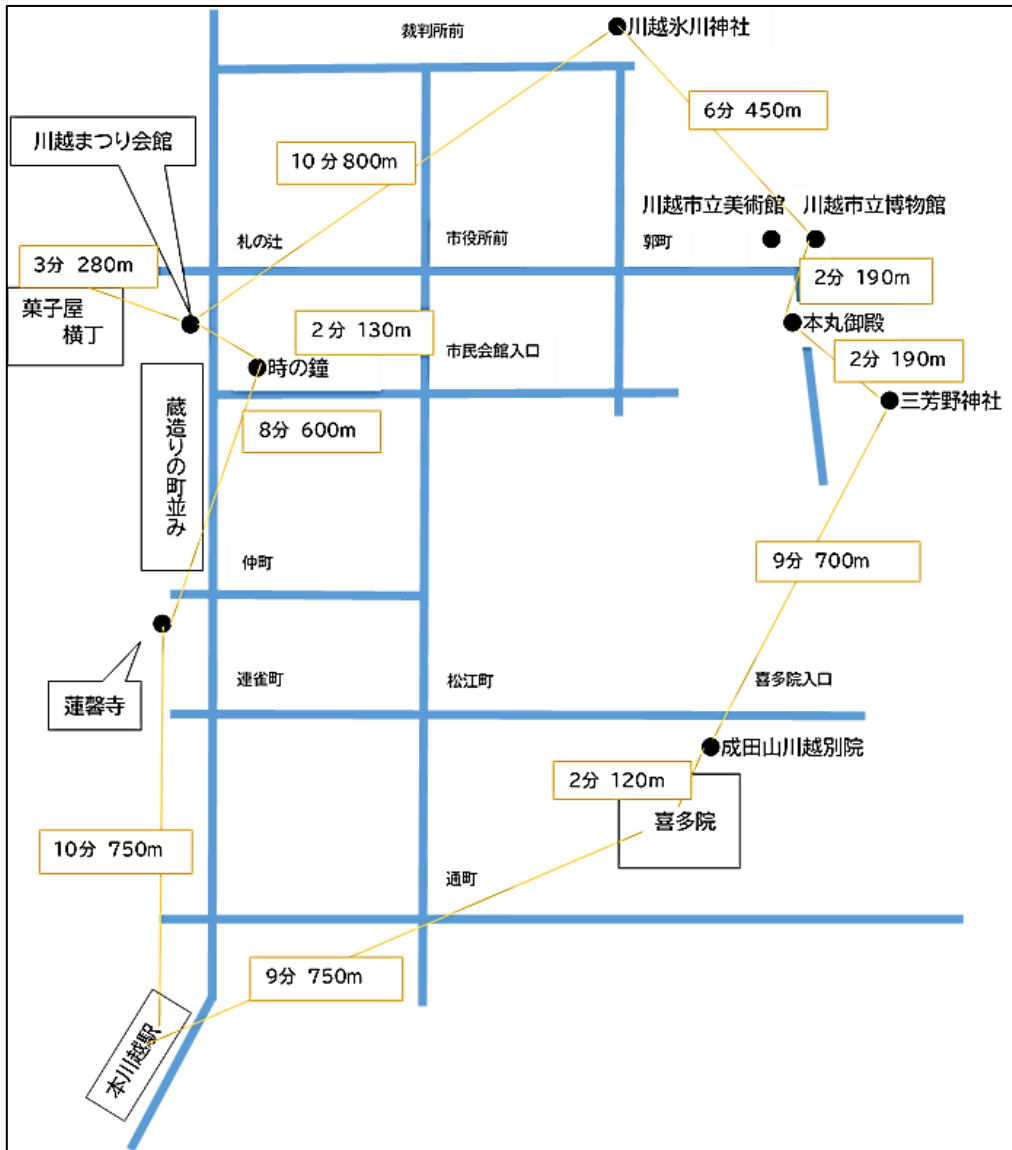 裁判所前
川越氷川神社
6分 450m
川越まつり会館
10分800m
川越市立美術館
川越市立博物館
札の辻
市役所前
郭町
3分 280m
2分 190m
菓子屋
横丁
2分 130m
本丸御殿
市民会館入口
2分 190m
時の鐘
三芳野神社
蔵造りの町並み
8分 600m
9分 700m
仲町
連雀町
松江町
喜多院入口
蓮馨寺
成田山川越別院
2分 120m
喜多院
10分 750m
通町
9分 750m
本川越駅